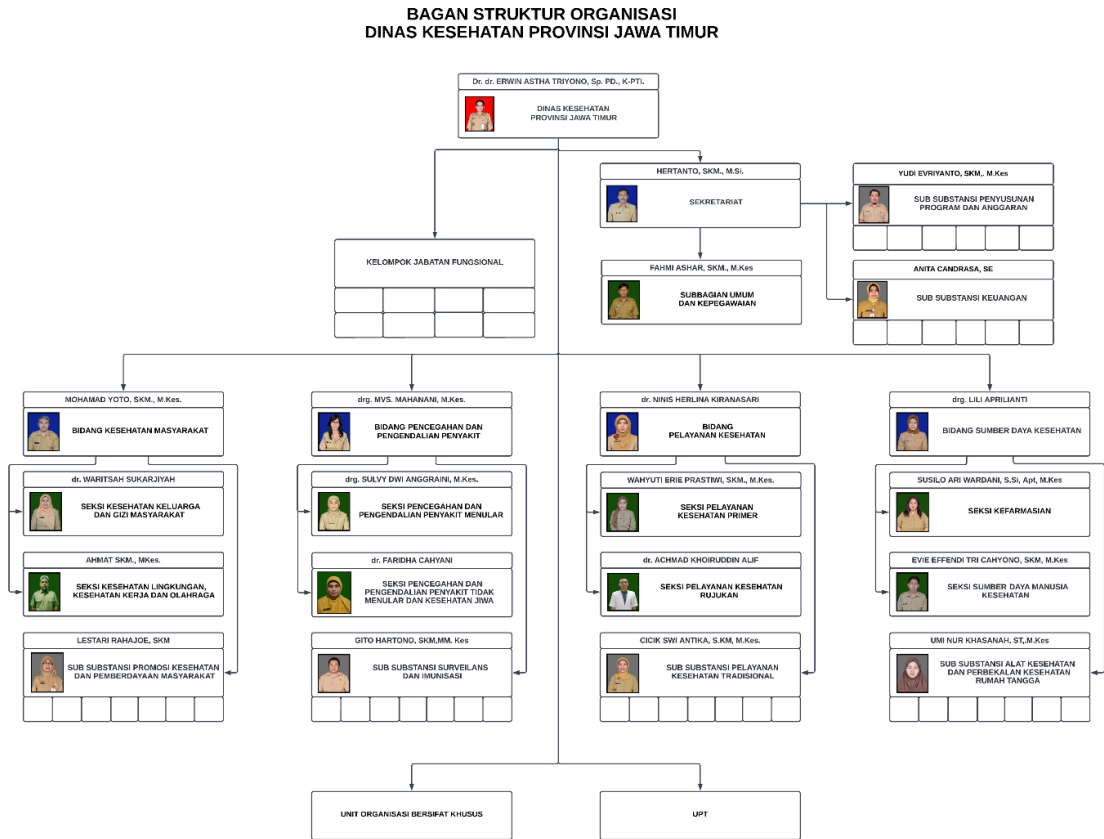 BAGAN STRUKTUR ORGANISASI
DINAS KESEHATAN PROVINSI JAWA TIMUR
Dr. dr. ERWIN ASTHA TRIYONO, Sp. PD., K-PTI.
DINAS KESEHATAN
PROVINSI JAWA TIMUR
HERTANTO, SKM., M.Si.
SEKRETARIAT
YUDI EVRIYANTO, SKM,. M.Kes
SUB SUBSTANSI PENYUSUNAN
PROGRAM DAN ANGGARAN
KELOMPOK JABATAN FUNGSIONAL
FAHMI ASHAR, SKM., M.Kes
SUBBAGIAN UMUM
DAN KEPEGAWAIAN
ANITA CANDRASA, SE
SUB SUBSTANSI KEUANGAN
MOHAMAD YOTO, SKM., M.Kes.
BIDANG KESEHATAN MASYARAKAT
drg. MVS. MAHANANI, M.Kes.
BIDANG PENCEGAHAN DAN
PENGENDALIAN PENYAKIT
dr. NINIS HERLINA KIRANASARI
BIDANG
PELAYANAN KESEHATAN
drg. LILI APRILIANTI
BIDANG SUMBER DAYA KESEHATAN
dr. WARITSAH SUKARJIYAH
SEKSI KESEHATAN KELUARGA
DAN GIZI MASYARAKAT
drg. SULVY DWI ANGGRAINI, M.Kes.
SEKSI PENCEGAHAN DAN
PENGENDALIAN PENYAKIT MENULAR
WAHYUTI ERIE PRASTIWI, SKM., M.Kes.
SEKSI PELAYANAN
KESEHATAN PRIMER
SUSILO ARI WARDANI, S.Si, Apt, M.Kes
SEKSI KEFARMASIAN
AHMAT SKM., MKes.
SEKSI KESEHATAN LINGKUNGAN,
KESEHATAN KERJA DAN OLAHRAGA
dr. FARIDHA CAHYANI
SEKSI PENCEGAHAN DAN
PENGENDALIAN PENYAKIT TIDAK
MENULAR DAN KESEHATAN JIWA
dr. ACHMAD KHOIRUDDIN ALIF
SEKSI PELAYANAN KESEHATAN
RUJUKAN
EVIE EFFENDI TRI CAHYONO, SKM, M.Kes
SEKSI SUMBER DAYA MANUSIA
KESEHATAN
LESTARI RAHAJOE, SKM
SUB SUBSTANSI PROMOSI KESEHATAN
DAN PEMBERDAYAAN MASYARAKAT
GITO HARTONO, SKM,MM. Kes
SUB SUBSTANSI SURVEILANS
DAN IMUNISASI
CICIK SWI ANTIKA, S.KM, M.Kes.
SUB SUBSTANSI PELAYANAN
KESEHATAN TRADISIONAL
UMI NUR KHASANAH, ST,.M.Kes
SUB SUBSTANSI ALAT KESEHATAN
DAN PERBEKALAN KESEHATAN
RUMAH TANGGA
UNIT ORGANISASI BERSIFAT KHUSUS
UPT